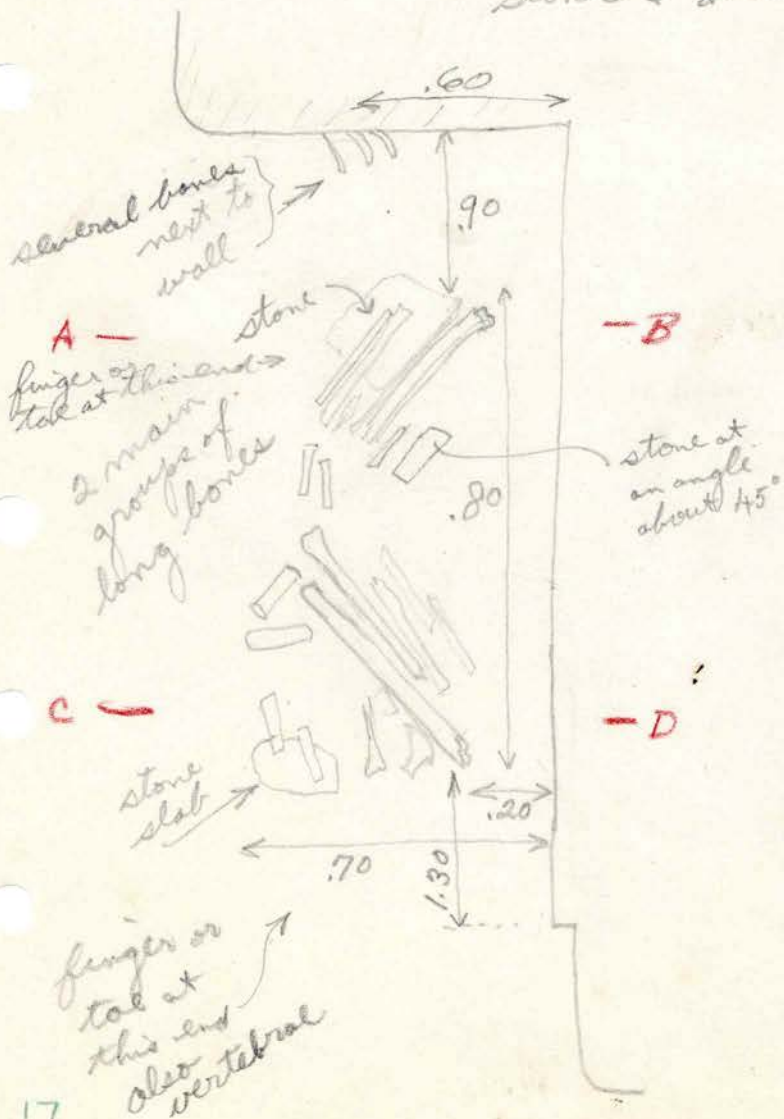 .60
several bones
next to
wall
.90
stone
A —
— B
finger or
toe at this end →
2 main
groups of
long bones
stone at
an angle
about 45°
.80
C —
— D
stone
slab
.20
.70
1.30
finger or
toe at
this end
also
vertebral
17